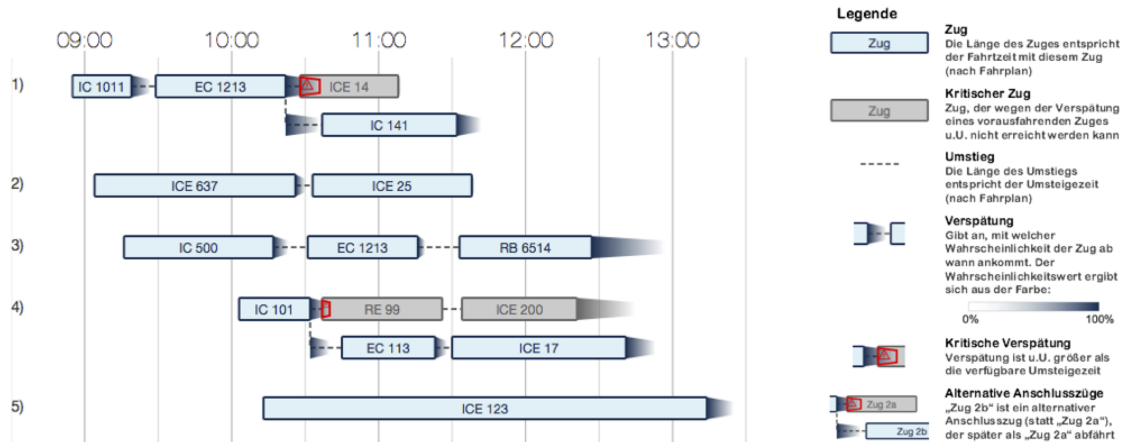 09:00 10:00 11:00 12:00 13:00
1) IC 1011 EC 1213 ICE 14
IC 141
2) ICE 637 ICE 25
3) IC 500 EC 1213 RB 6514
4) IC 101 RE 99 ICE 200
EC 113 ICE 17
5) ICE 123
Legende
Zug
Zug
Die Länge des Zuges entspricht
der Fahrtzeit mit diesem Zug
(nach Fahrplan)
Zug
Kritischer Zug
Zug, der wegen der Verspätung
eines vorausfahrenden Zuges
u.U. nicht erreicht werden kann
Umstieg
Die Länge des Umstiegs
entspricht der Umsteigezeit
(nach Fahrplan)
Verspätung
Gibt an, mit welcher
Wahrscheinlichkeit der Zug ab
wann ankommt. Der
Wahrscheinlichkeitswert ergibt
sich aus der Farbe:
0% 100%
Kritische Verspätung
Verspätung ist u.U. größer als
die verfügbare Umsteigezeit
Zug 2a
Zug 2b
Alternative Anschlusszüge
„Zug 2b" ist ein alternativer
Anschlusszug (statt „Zug 2a"),
der später als „Zug 2a" abfährt